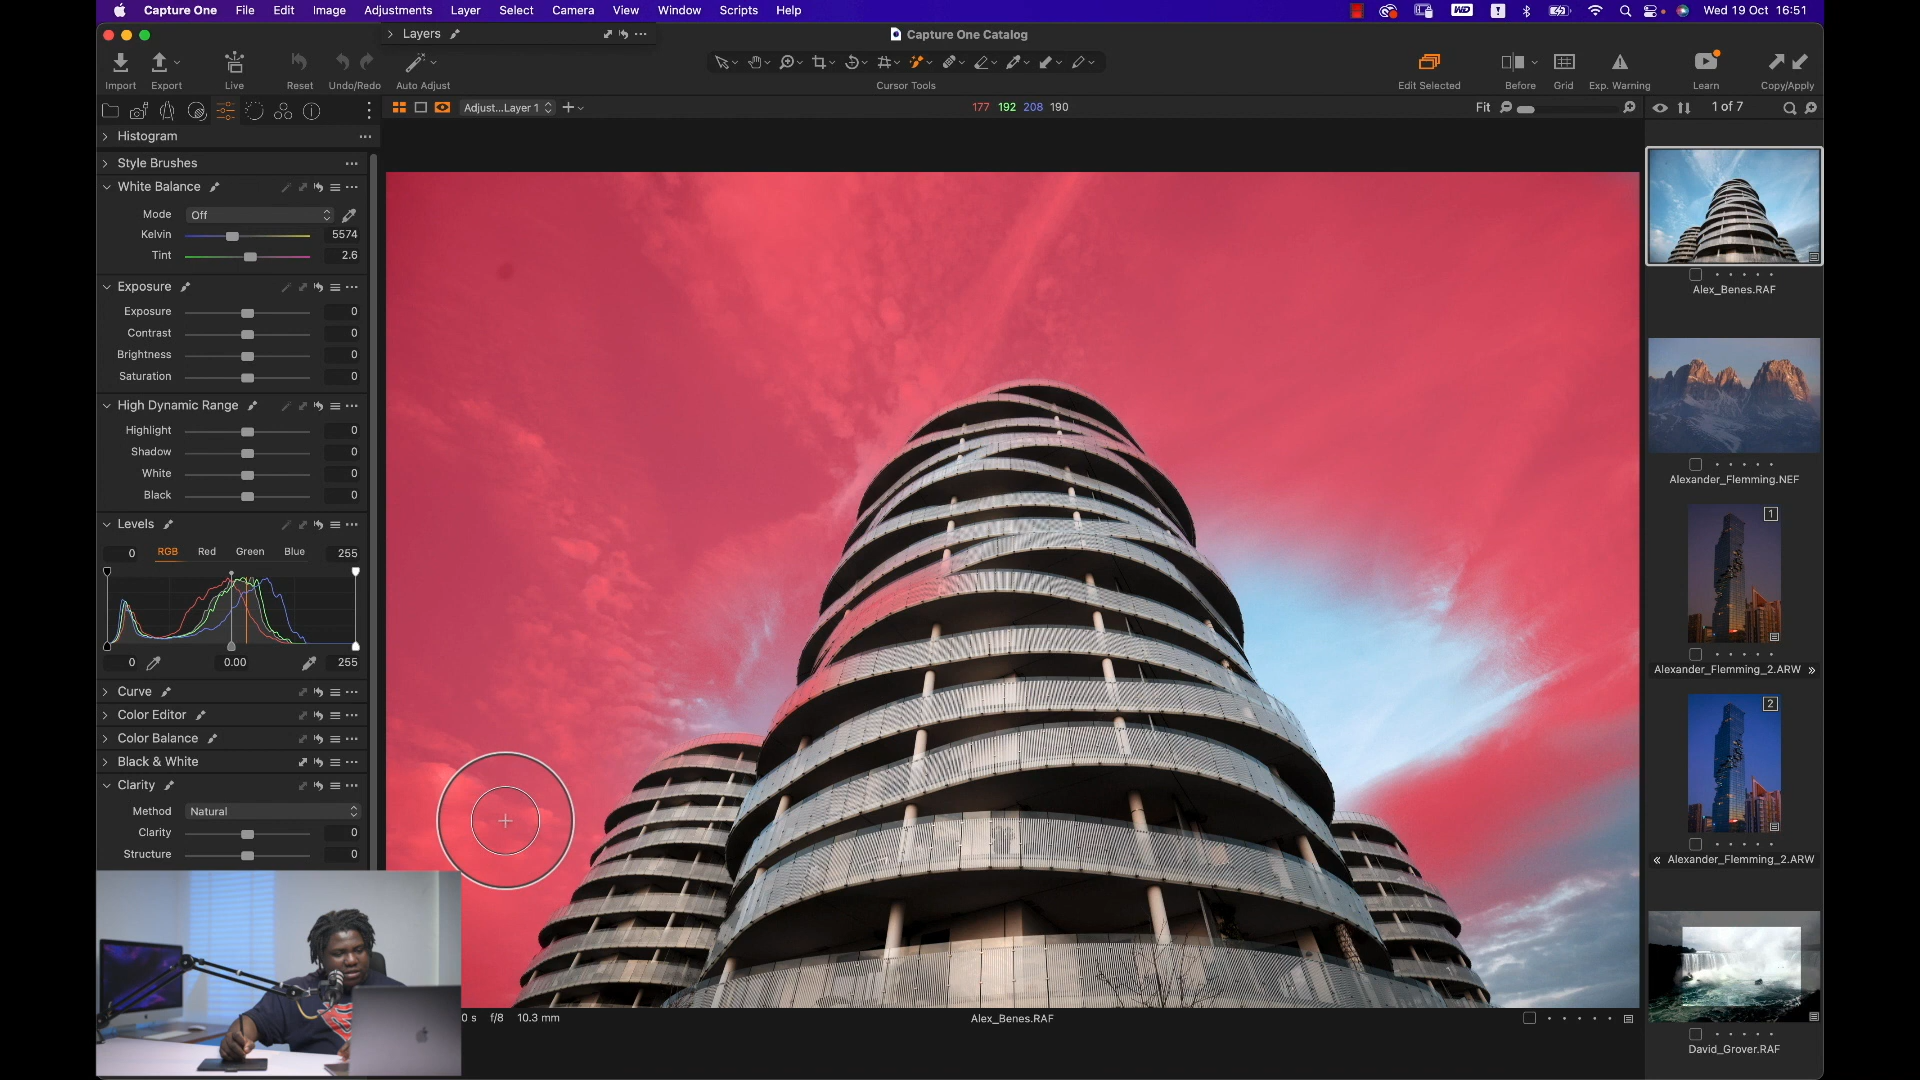 Capture One File Edit Image Adjustments Layer Select Camera View Window Scripts Help Wed 19 Oct 16:51
Layers
Capture One Catalog
Import Export Live Reset Undo/Redo Auto Adjust Cursor Tools Edit Selected Before Grid Exp. Warning Learn Copy/Apply
Adjust...Layer 1 177 192 208 190 Fit 1 of 7
Histogram
Style Brushes
White Balance
Mode Off
Kelvin 5574
Tint 2.6
Exposure
Exposure 0
Contrast 0
Brightness 0
Saturation 0
High Dynamic Range
Highlight 0
Shadow 0
White 0
Black 0
Levels
0 RGB Red Green Blue 255
0 0.00 255
Curve
Color Editor
Color Balance
Black & White
Clarity
Method Natural
Clarity 0
Structure 0
0 s f/8 10.3 mm
Alex_Benes.RAF
Alex_Benes.RAF
Alexander_Flemming.NEF
1
Alexander_Flemming_2.ARW »
2
« Alexander_Flemming_2.ARW
David_Grover.RAF